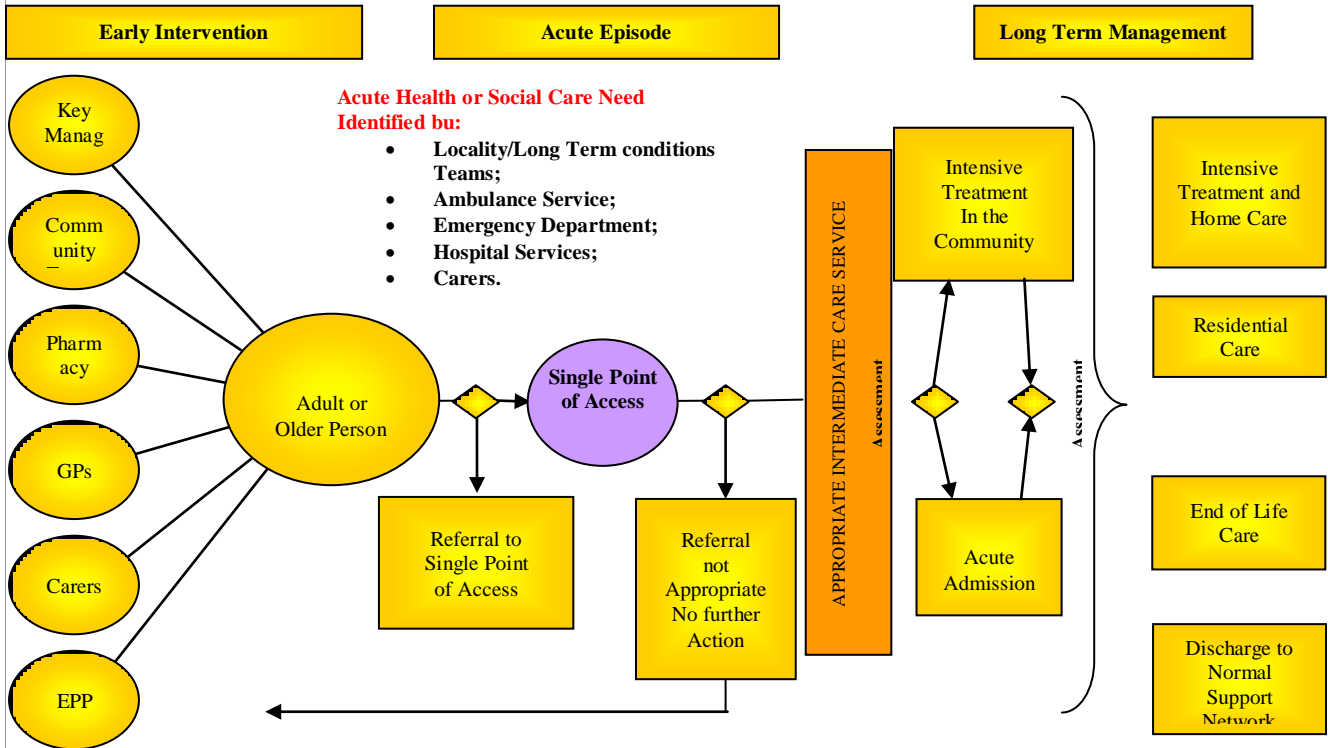 Early Intervention
Acute Episode
Long Term Management
Key
Manag
Comm
unity
Pharm
acy
GPs
Carers
EPP
Adult or
Older Person
Acute Health or Social Care Need
Identified bu:
• Locality/Long Term conditions
Teams;
• Ambulance Service;
• Emergency Department;
• Hospital Services;
• Carers.
Referral to
Single Point
of Access
Single Point
of Access
Referral
not
Appropriate
No further
Action
APPROPRIATE INTERMEDIATE CARE SERVICE
Assessment
Intensive
Treatment
In the
Community
Acute
Admission
Assessment
Intensive
Treatment and
Home Care
Residential
Care
End of Life
Care
Discharge to
Normal
Support
Network